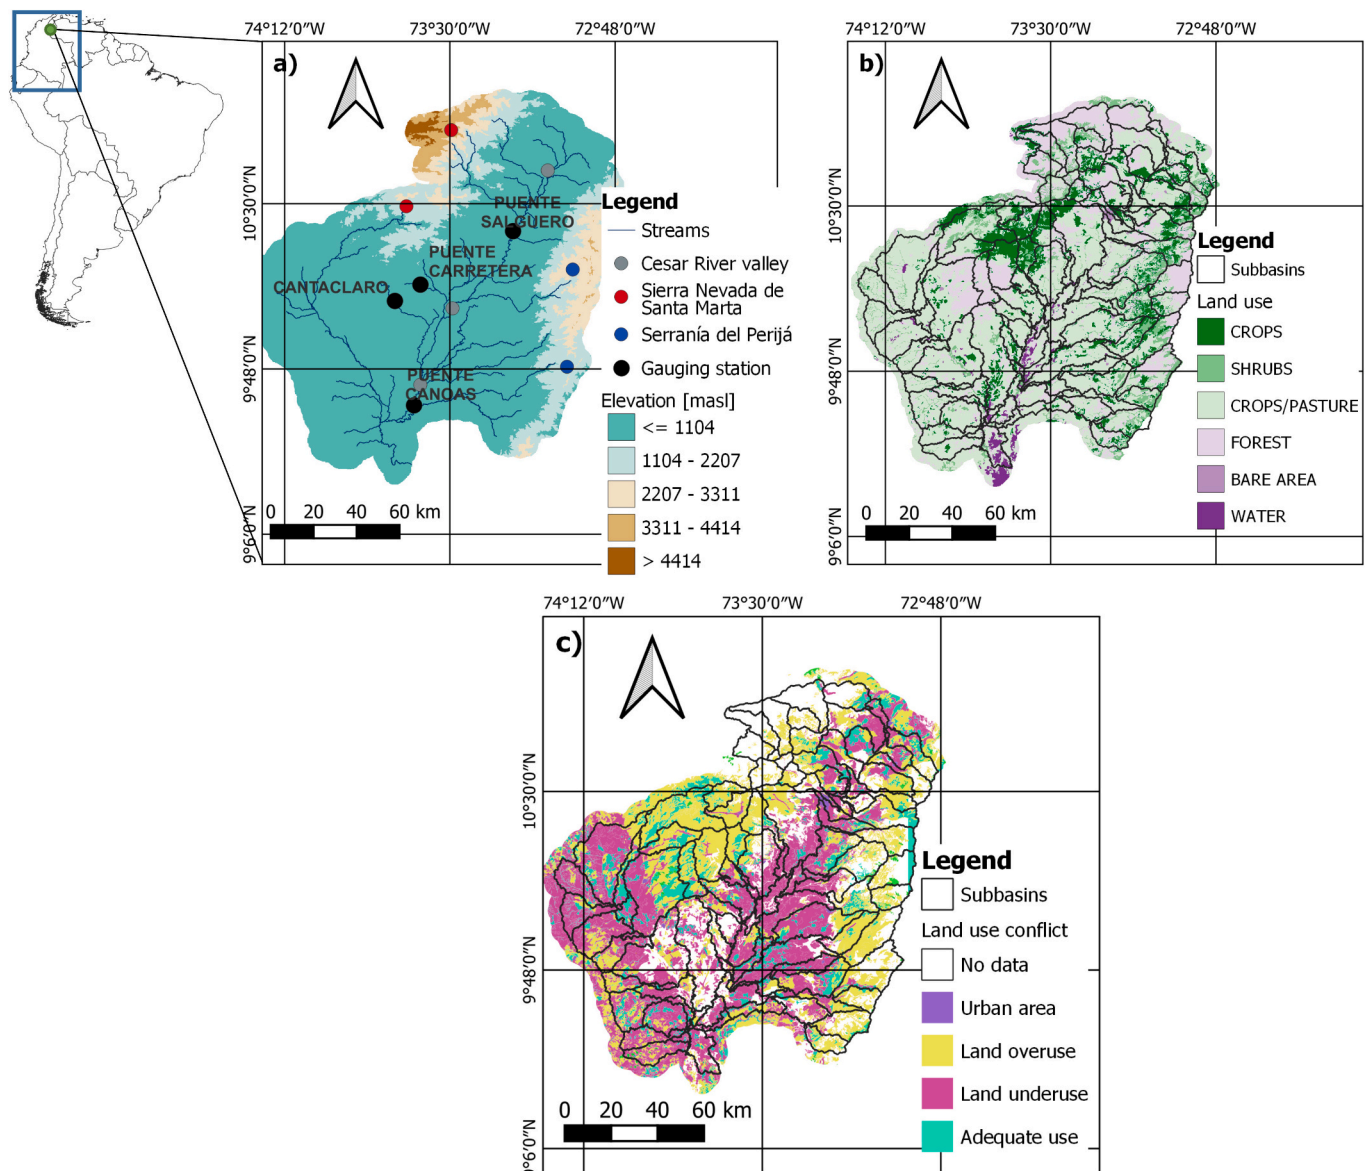 74°12′0″W 73°30′0″W 72°48′0″W
a)
10°30′0″N
9°48′0″N
9°6′0″N
PUENTE
SALGUERO
PUENTE
CARRETERA
CANTACLARO
PUENTE
CANOAS
0 20 40 60 km
Legend
Streams
Cesar River valley
Sierra Nevada de
Santa Marta
Serranía del Perijá
Gauging station
Elevation [masl]
<= 1104
1104 - 2207
2207 - 3311
3311 - 4414
> 4414
74°12′0″W 73°30′0″W 72°48′0″W
b)
10°30′0″N
9°48′0″N
9°6′0″N
0 20 40 60 km
Legend
Subbasins
Land use
CROPS
SHRUBS
CROPS/PASTURE
FOREST
BARE AREA
WATER
74°12′0″W 73°30′0″W 72°48′0″W
c)
10°30′0″N
9°48′0″N
9°6′0″N
0 20 40 60 km
Legend
Subbasins
Land use conflict
No data
Urban area
Land overuse
Land underuse
Adequate use